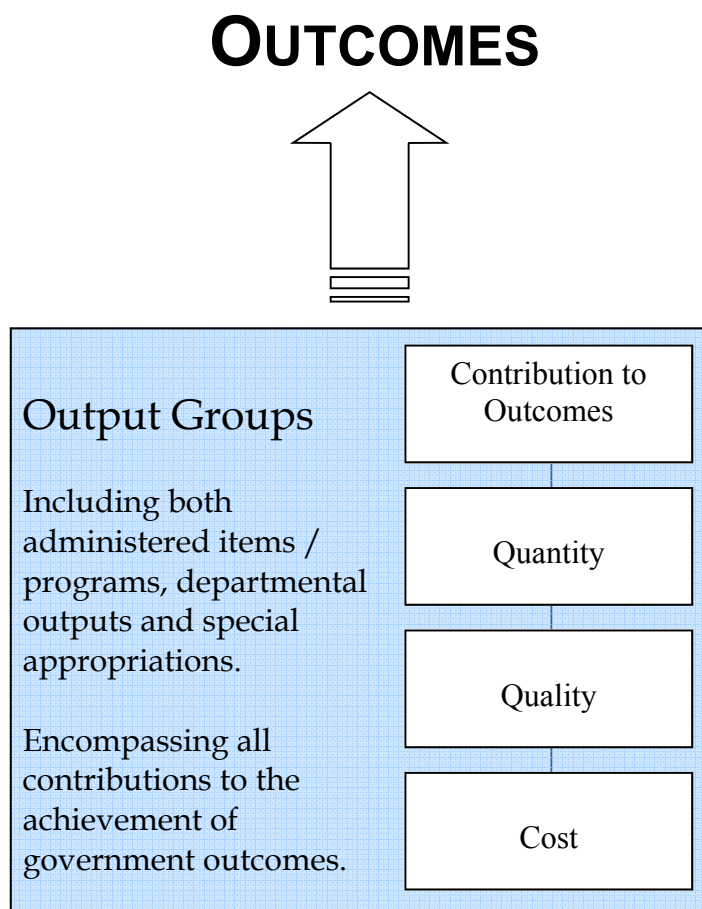 OUTCOMES
Output Groups
Including both
administered items /
programs, departmental
outputs and special
appropriations.
Encompassing all
contributions to the
achievement of
government outcomes.
Contribution to
Outcomes
Quantity
Quality
Cost